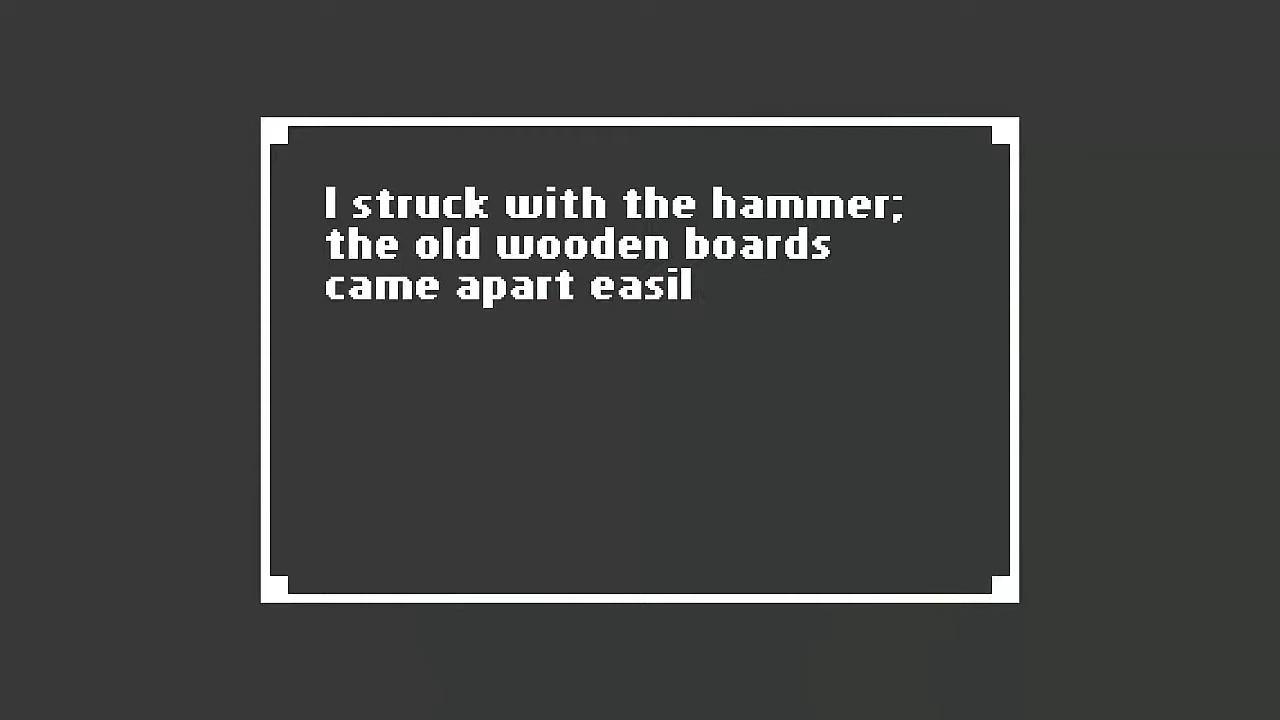 I struck with the hammer;
the old wooden boards
came apart easil